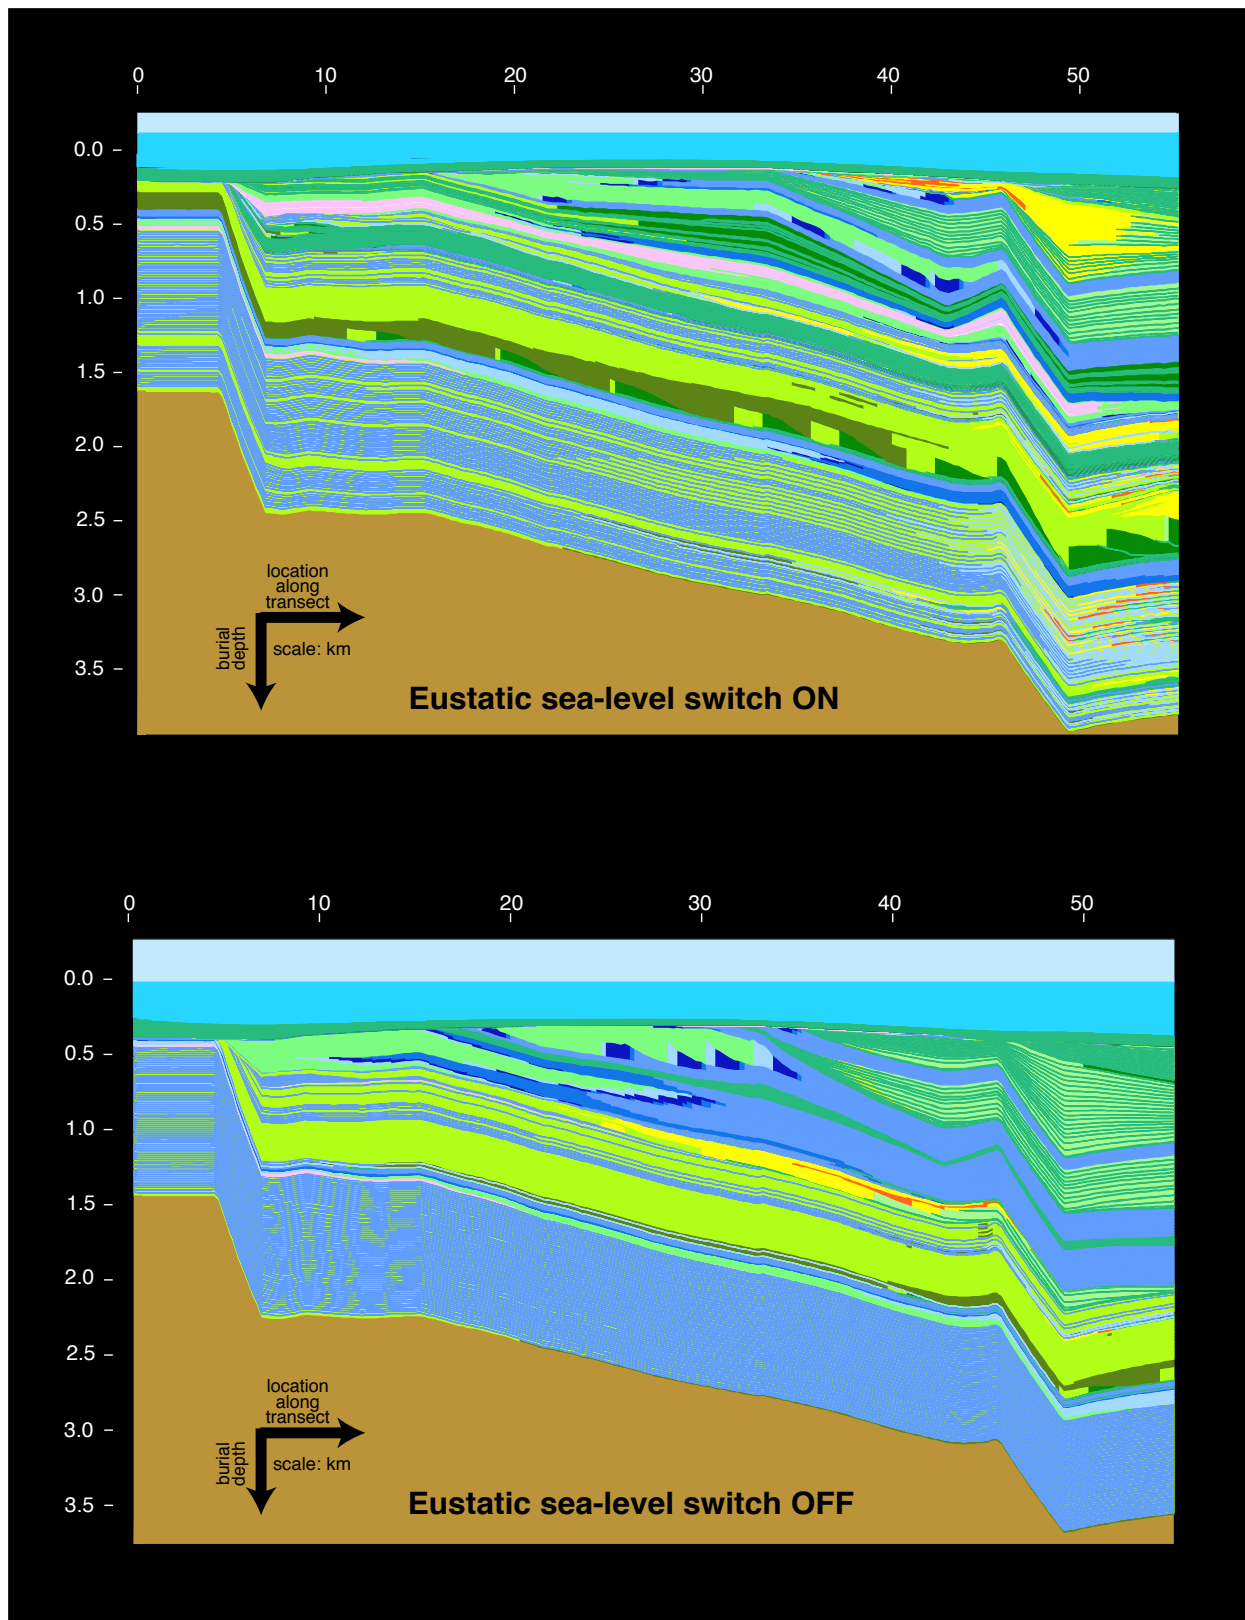 0 10 20 30 40 50
0.0
0.5
1.0
1.5
2.0
2.5
3.0
3.5
location
along
transect
burial
depth
scale: km
Eustatic sea-level switch ON
0 10 20 30 40 50
0.0
0.5
1.0
1.5
2.0
2.5
3.0
3.5
location
along
transect
burial
depth
scale: km
Eustatic sea-level switch OFF